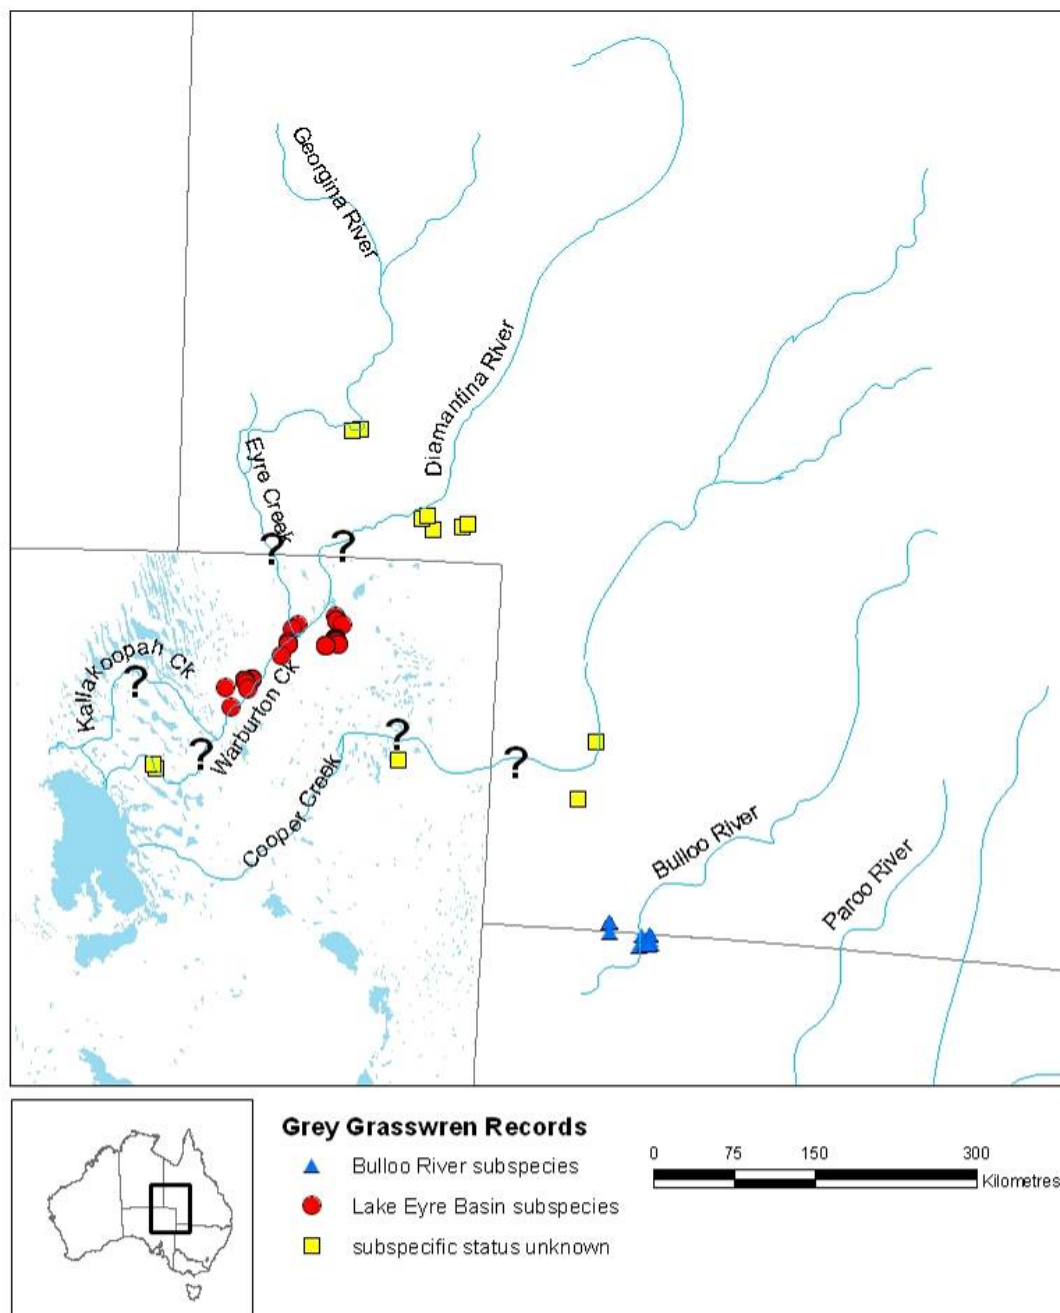 Georgina River
Diamantina River
Eyre Creek
?
?
Kallakoopah Ck
?
Warburton Ck
?
?
?
Cooper Creek
Bulloo River
Paroo River
Grey Grasswren Records
Bulloo River subspecies
Lake Eyre Basin subspecies
subspecific status unknown
0 75 150 300
Kilometres